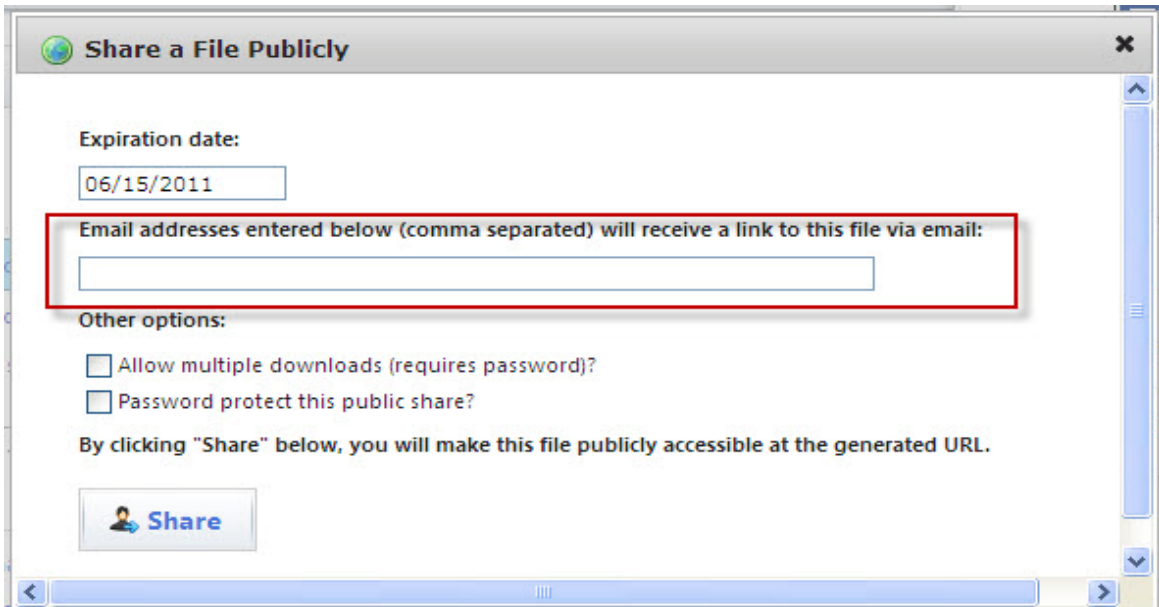 Share a File Publicly
Expiration date:
06/15/2011
Email addresses entered below (comma separated) will receive a link to this file via email:
Other options:
Allow multiple downloads (requires password)?
Password protect this public share?
By clicking "Share" below, you will make this file publicly accessible at the generated URL.
Share